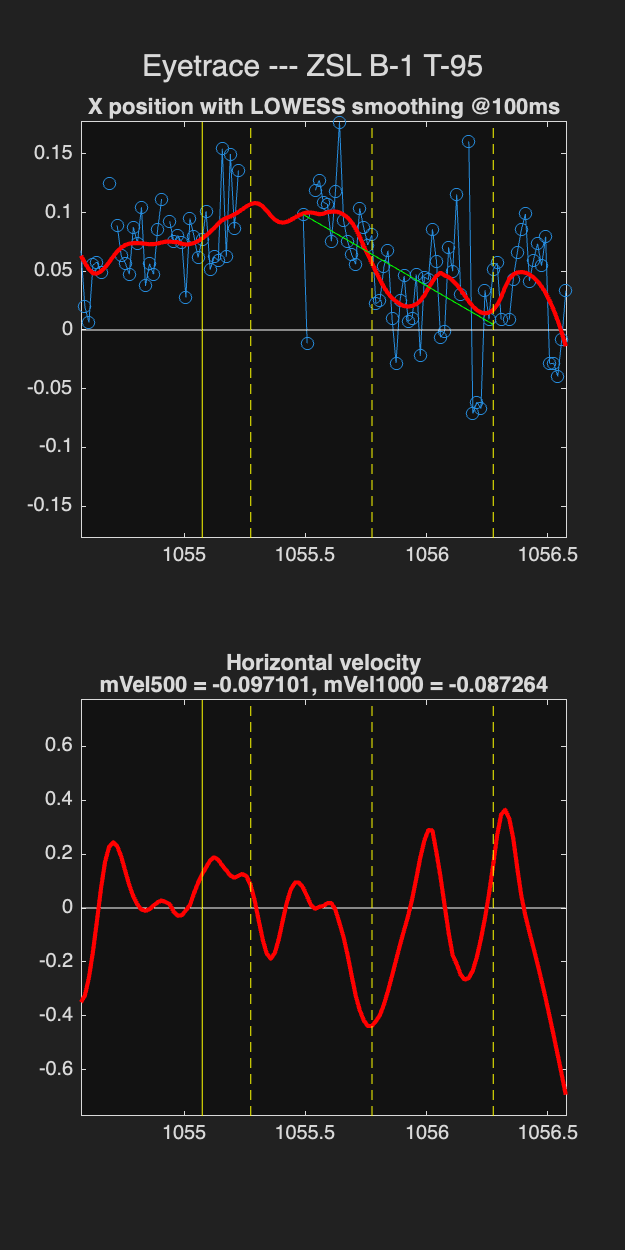 Eyetrace --- ZSL B-1 T-95
X position with LOWESS smoothing @100ms
0.15
0.1
0.05
0
-0.05
-0.1
-0.15
1055 1055.5 1056 1056.5
Horizontal velocity
mVel500 = -0.097101, mVel1000 = -0.087264
0.6
0.4
0.2
0
-0.2
-0.4
-0.6
1055 1055.5 1056 1056.5